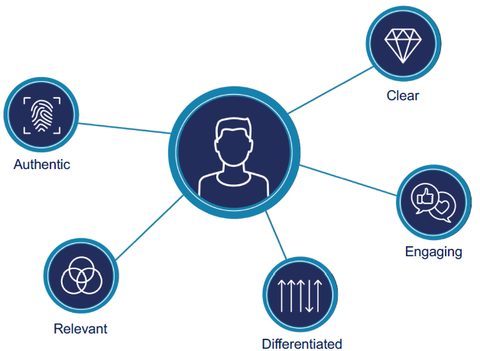 Clear
Authentic
Engaging
Relevant
Differentiated